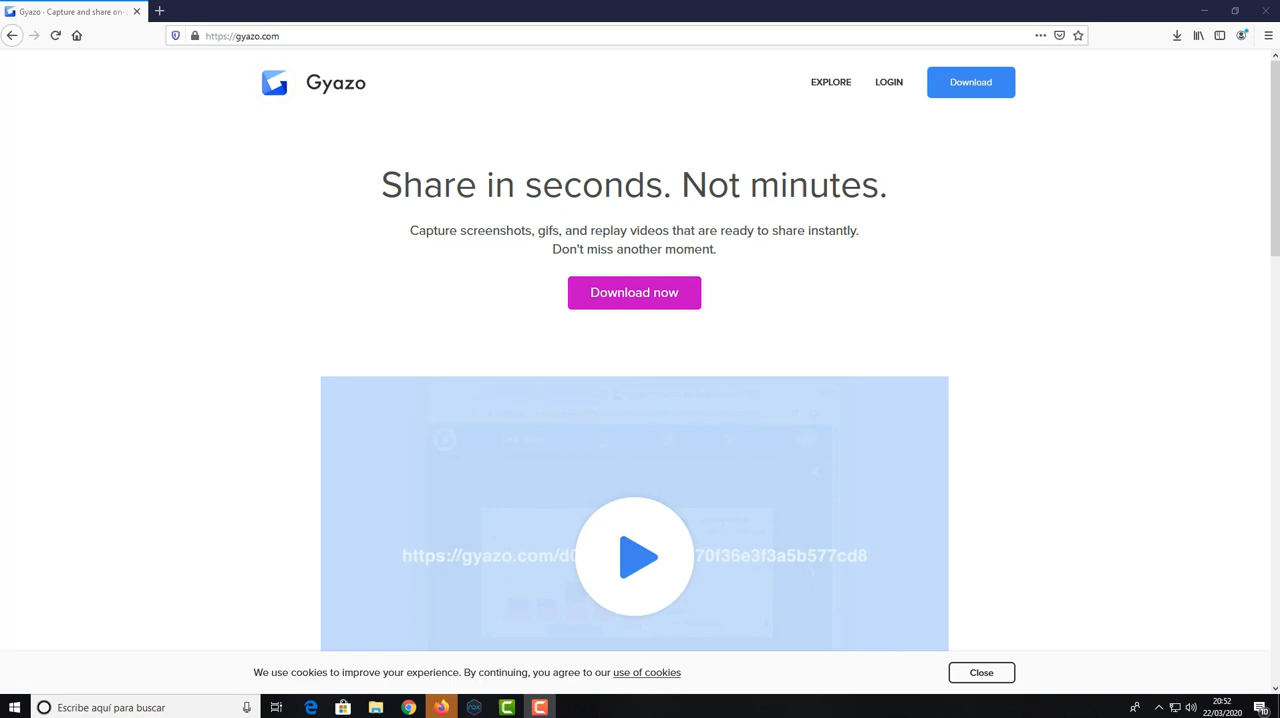 Gyazo - Capture and share on-
https://gyazo.com
Gyazo
EXPLORE
LOGIN
Download
Share in seconds. Not minutes.
Capture screenshots, gifs, and replay videos that are ready to share instantly.
Don't miss another moment.
Download now
https://gyazo.com/d0 70f36e3f3a5b577cd8
We use cookies to improve your experience. By continuing, you agree to our use of cookies
Close
Escribe aquí para buscar
20:52
22/03/2020
10